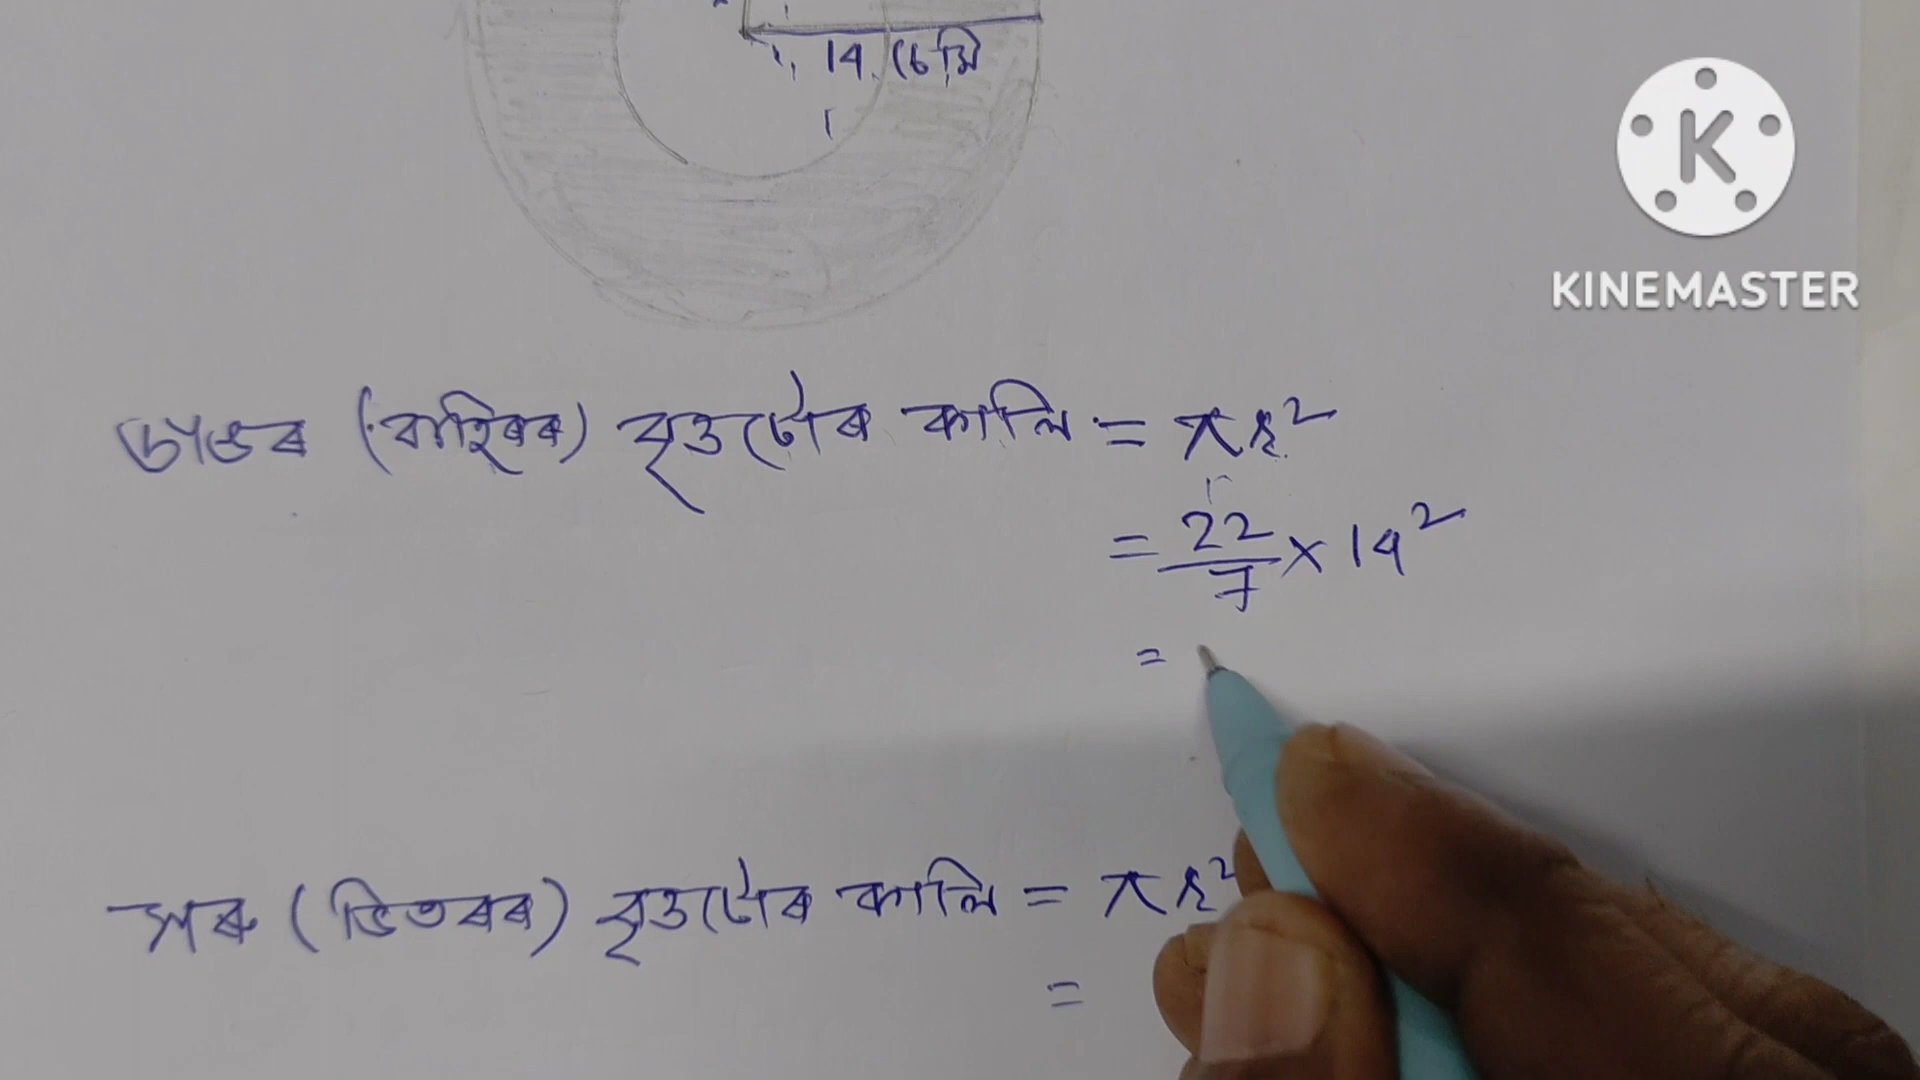 14 চেমি
KINEMASTER
ডাঙৰ (বাহিৰৰ) বৃত্তটোৰ কালি = πr²
= 22/7 × 14²
=
সৰু (ভিতৰৰ) বৃত্তটোৰ কালি = πr²
=